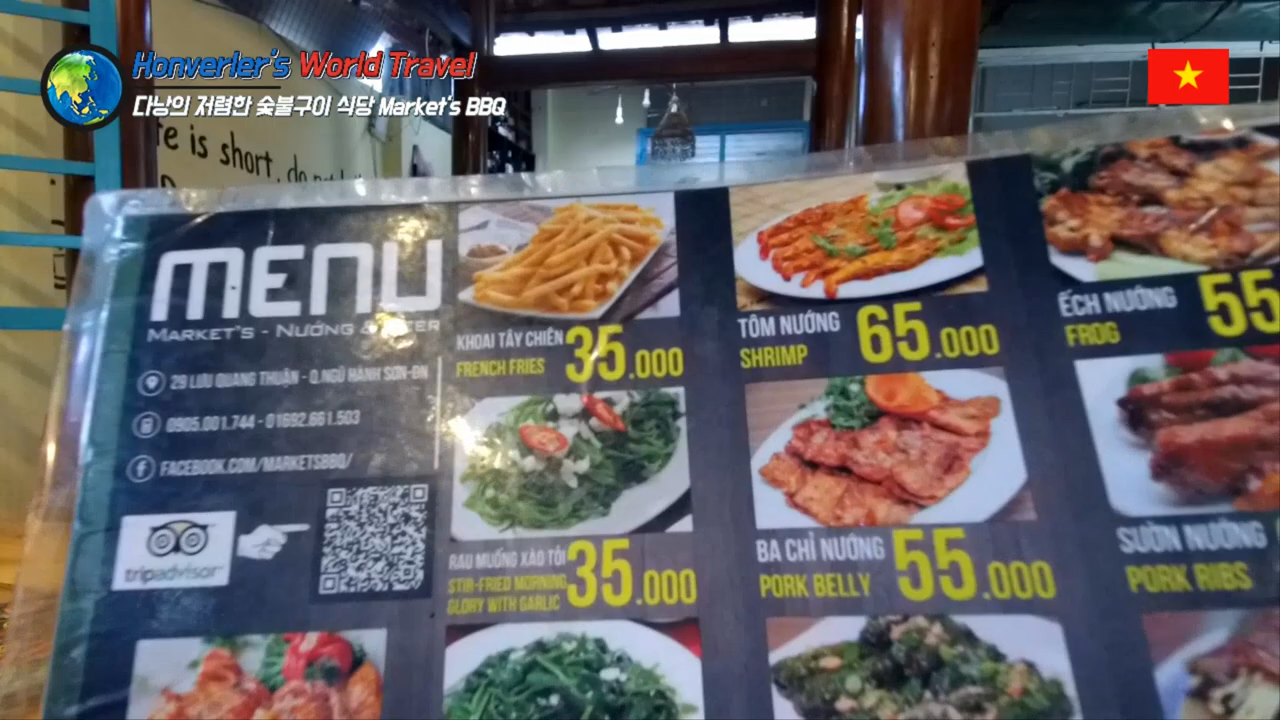 Honverler's World Travel
다낭의 저렴한 숯불구이 식당 Market's BBQ
is short, do
MENU
MARKET'S - NƯỚNG &
29 LƯU QUANG THUẬN - Q.NGŨ HÀNH SƠN-ĐN
0905.001.744 - 01692.661.503
FACEBOOK.COM/MARKETSBBQ/
tripadvisor
KHOAI TÂY CHIÊN
FRENCH FRIES
35.000
TÔM NƯỚNG
SHRIMP
65.000
ẾCH NƯỚNG
FROG
55
RAU MUỐNG XÀO TỎI
STIR-FRIED MORNING
GLORY WITH GARLIC
35.000
BA CHỈ NƯỚNG
PORK BELLY
55.000
SƯỜN NƯỚNG
PORK RIBS